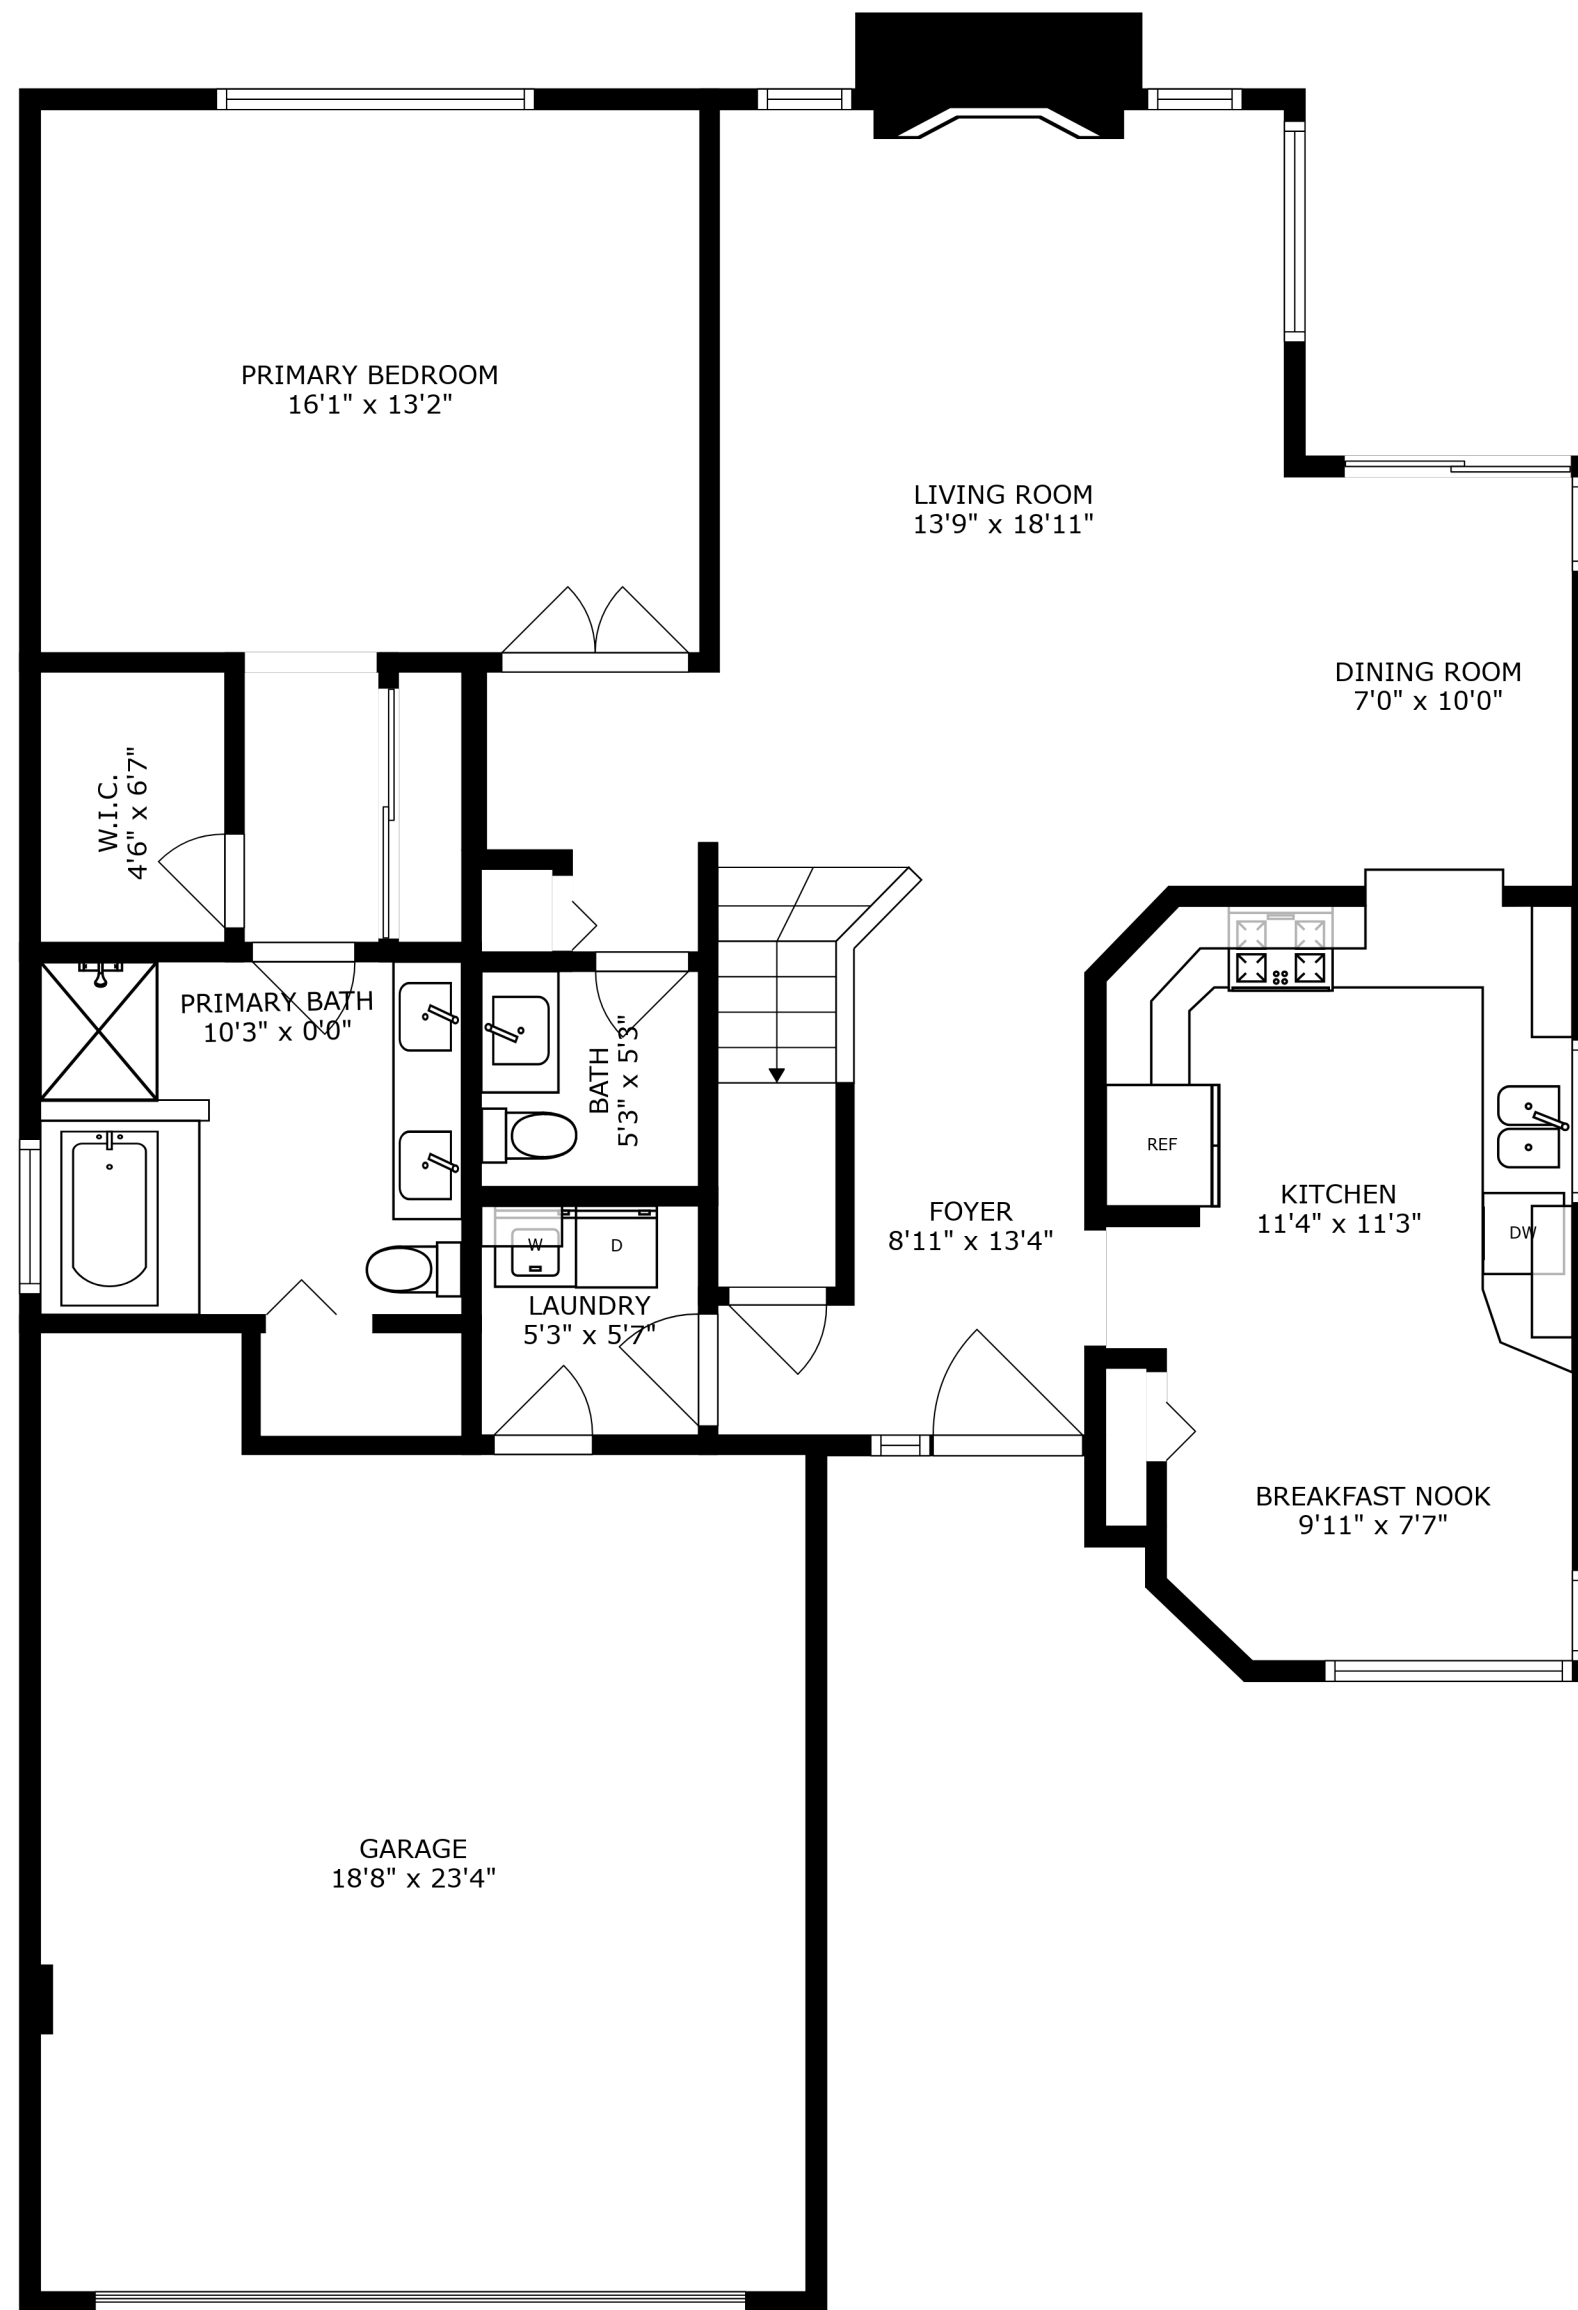 PRIMARY BEDROOM
16'1" x 13'2"
LIVING ROOM
13'9" x 18'11"
DINING ROOM
7'0" x 10'0"
W.I.C.
4'6" x 6'7"
PRIMARY BATH
10'3" x 0'0"
BATH
5'3" x 5'3"
REF
KITCHEN
11'4" x 11'3"
DW
FOYER
8'11" x 13'4"
W
D
LAUNDRY
5'3" x 5'7"
BREAKFAST NOOK
9'11" x 7'7"
GARAGE
18'8" x 23'4"